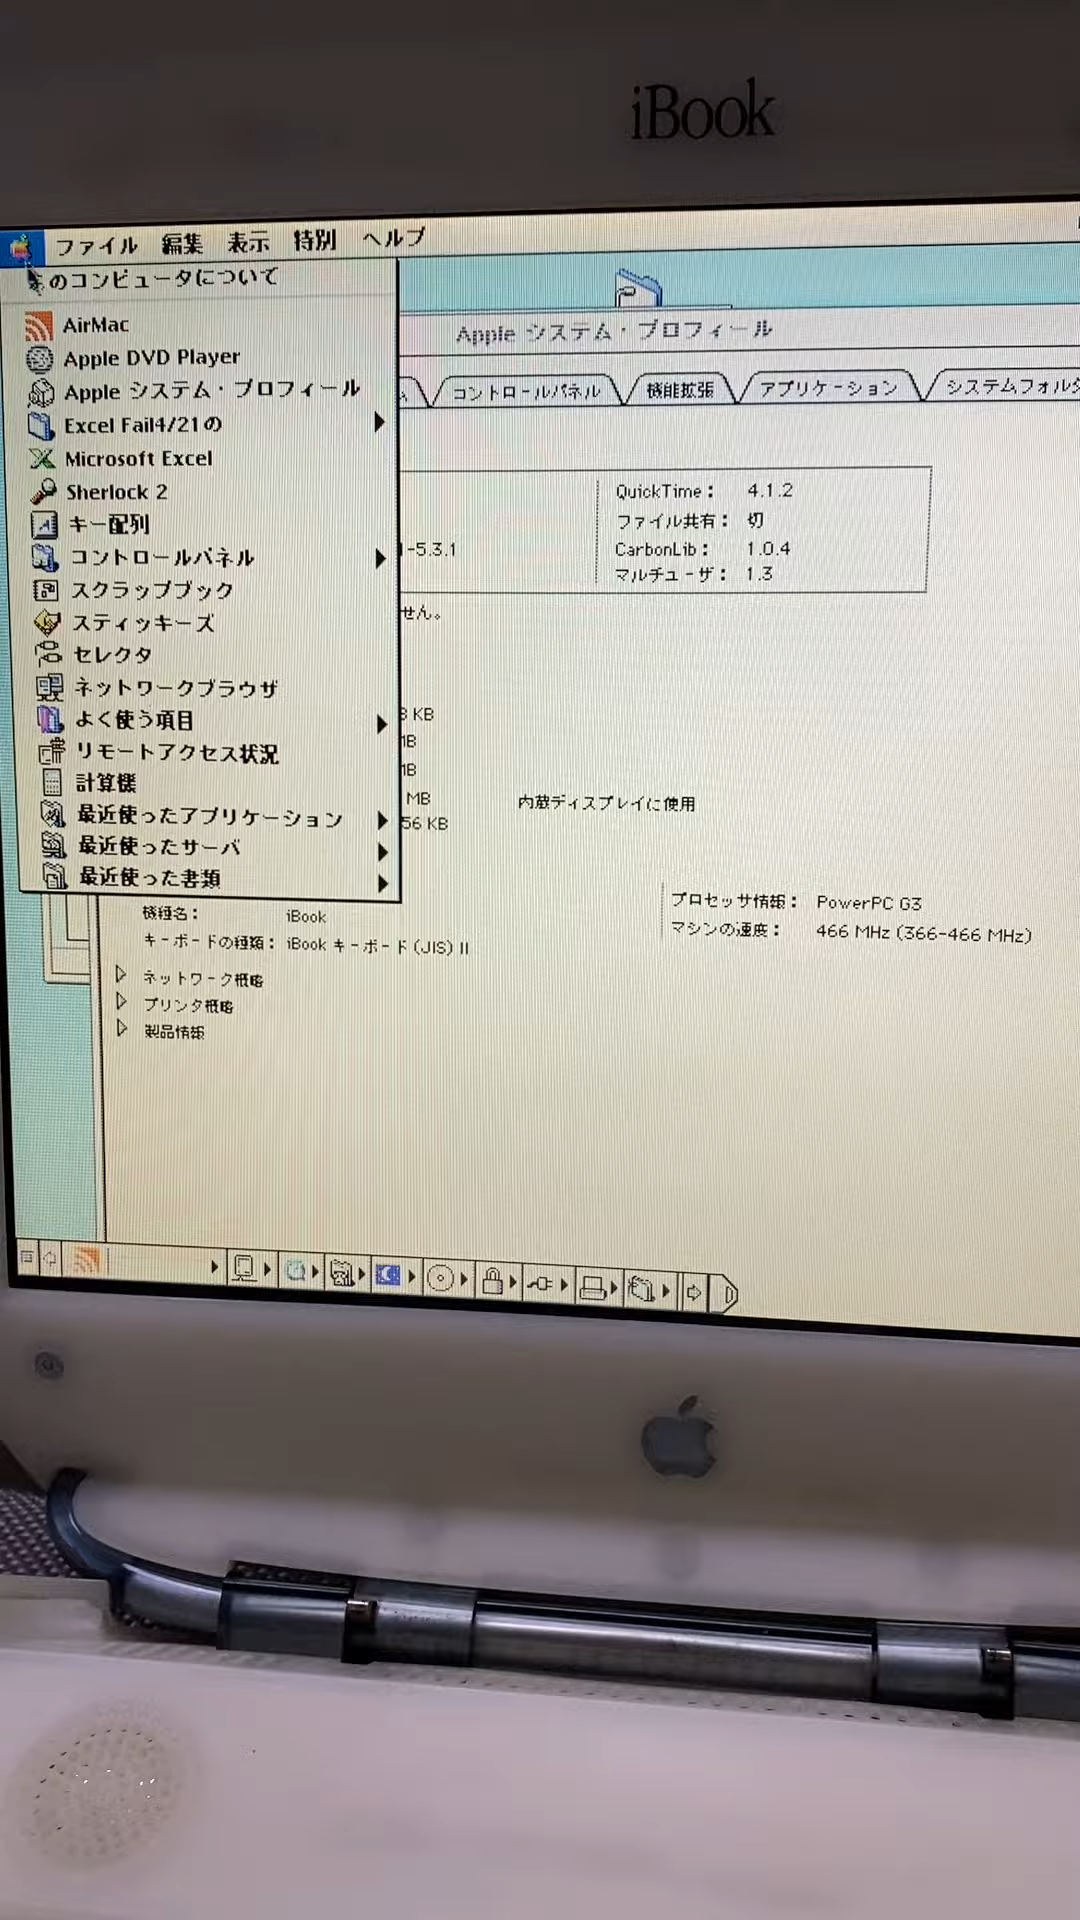 iBook
ファイル 編集 表示 特別 ヘルプ
のコンピュータについて
AirMac
Apple DVD Player
Apple システム・プロフィール
Excel Fail4/21の
Microsoft Excel
Sherlock 2
キー配列
コントロールパネル
スクラップブック
スティッキーズ
セレクタ
ネットワークブラウザ
よく使う項目
リモートアクセス状況
計算機
最近使ったアプリケーション
最近使ったサーバ
最近使った書類
Apple システム・プロフィール
コントロールパネル 機能拡張 アプリケーション システムフォルダ
QuickTime： 4.1.2
ファイル共有： 切
-5.3.1
CarbonLib： 1.0.4
マルチユーザ： 1.3
せん。
KB
MB
MB
MB 内蔵ディスプレイに使用
56 KB
機種名： iBook
キーボードの種類： iBook キーボード (JIS) II
プロセッサ情報： PowerPC G3
マシンの速度： 466 MHz (366-466 MHz)
ネットワーク概略
プリンタ概略
製品情報